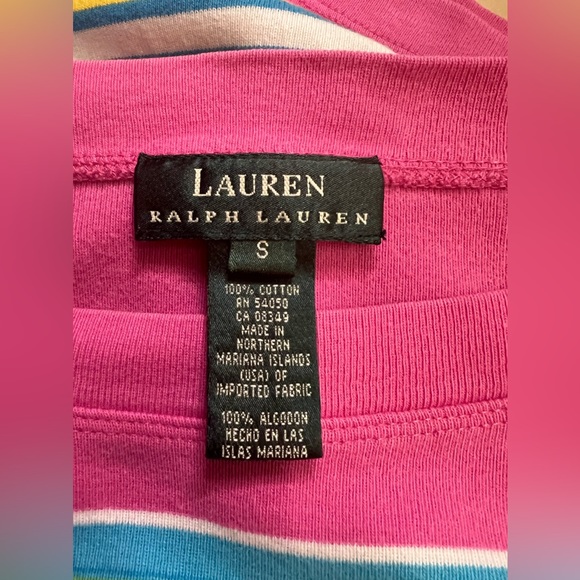 LAUREN
RALPH LAUREN
S
100% COTTON
RN 54050
CA 08349
MADE IN
NORTHERN
MARIANA ISLANDS
(USA) OF
IMPORTED FABRIC
100% ALGODON
HECHO EN LAS
ISLAS MARIANA